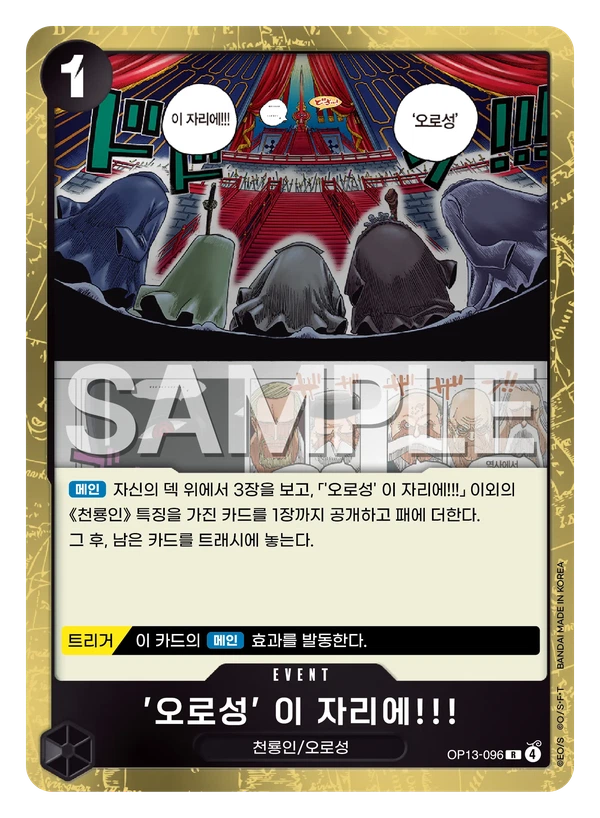 1
이 자리에!!!
'오로성'
SAMPLE
메인 자신의 덱 위에서 3장을 보고, 「'오로성' 이 자리에!!!」 이외의
《천룡인》 특징을 가진 카드를 1장까지 공개하고 패에 더한다.
그 후, 남은 카드를 트래시에 놓는다.
트리거 이 카드의 메인 효과를 발동한다.
EVENT
'오로성' 이 자리에!!!
천룡인/오로성
OP13-096 R 4
©E.O/S ©O/S･F･T BANDAI MADE IN KOREA